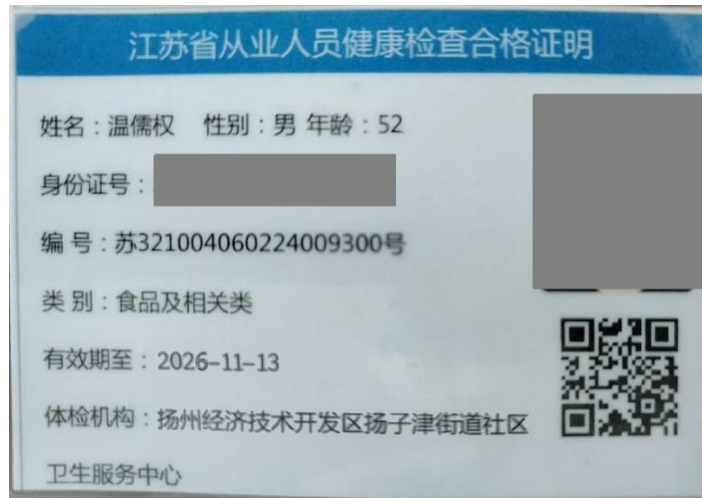 江苏省从业人员健康检查合格证明
姓名：温儒权 性别：男 年龄：52
身份证号：
编 号：苏321004060224009300号
类 别：食品及相关类
有效期至：2026-11-13
体检机构：扬州经济技术开发区扬子津街道社区
卫生服务中心